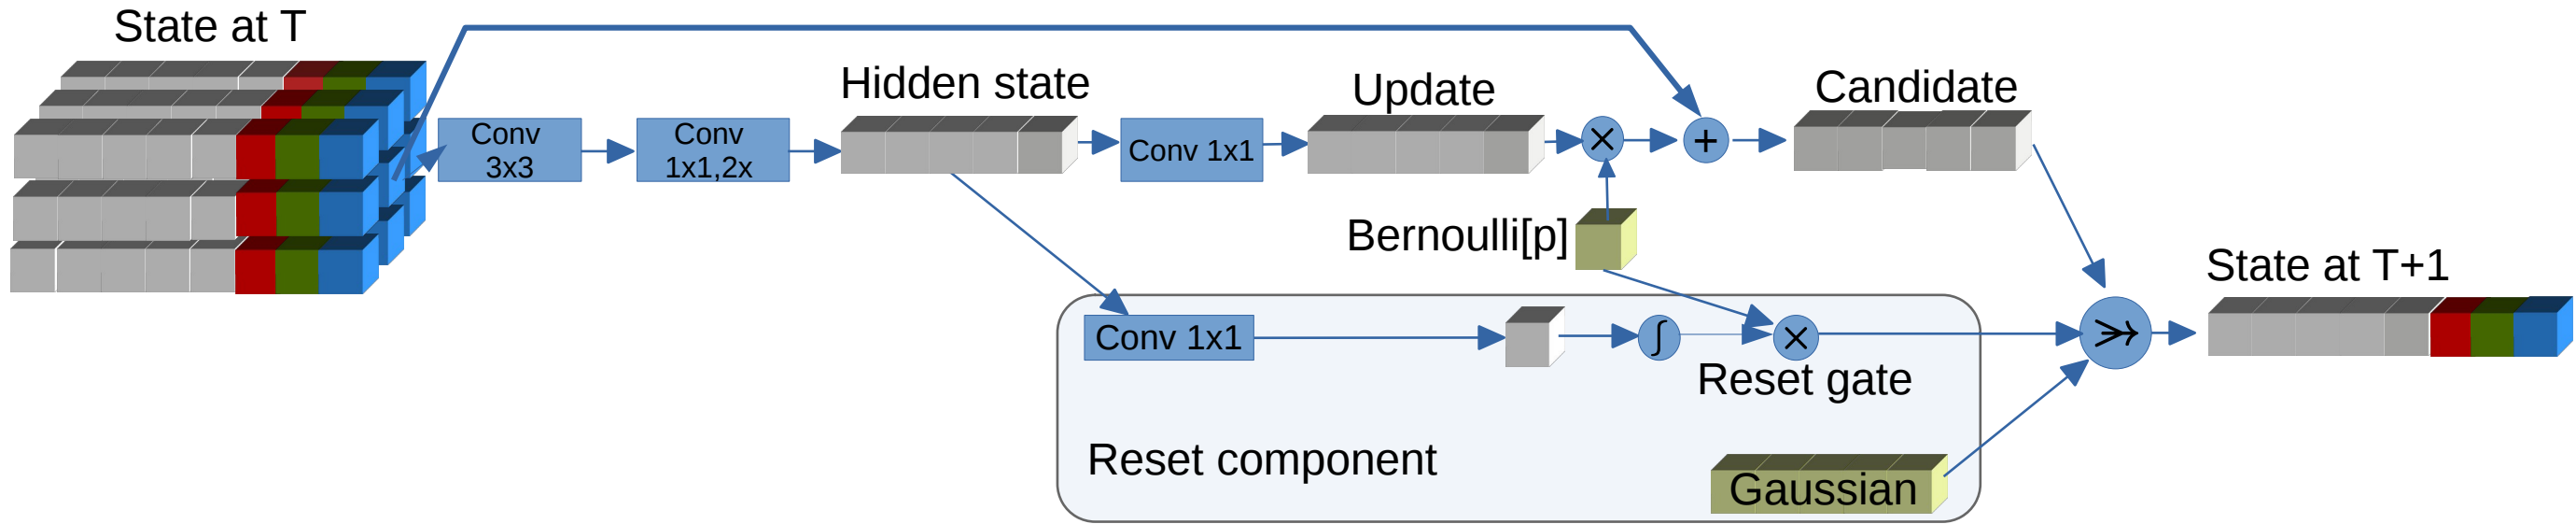 State at T
Conv
3x3
Conv
1x1,2x
Hidden state
Conv 1x1
Update
×
+
Candidate
Bernoulli[p]
State at T+1
Conv 1x1
∫
×
Reset gate
Reset component
Gaussian